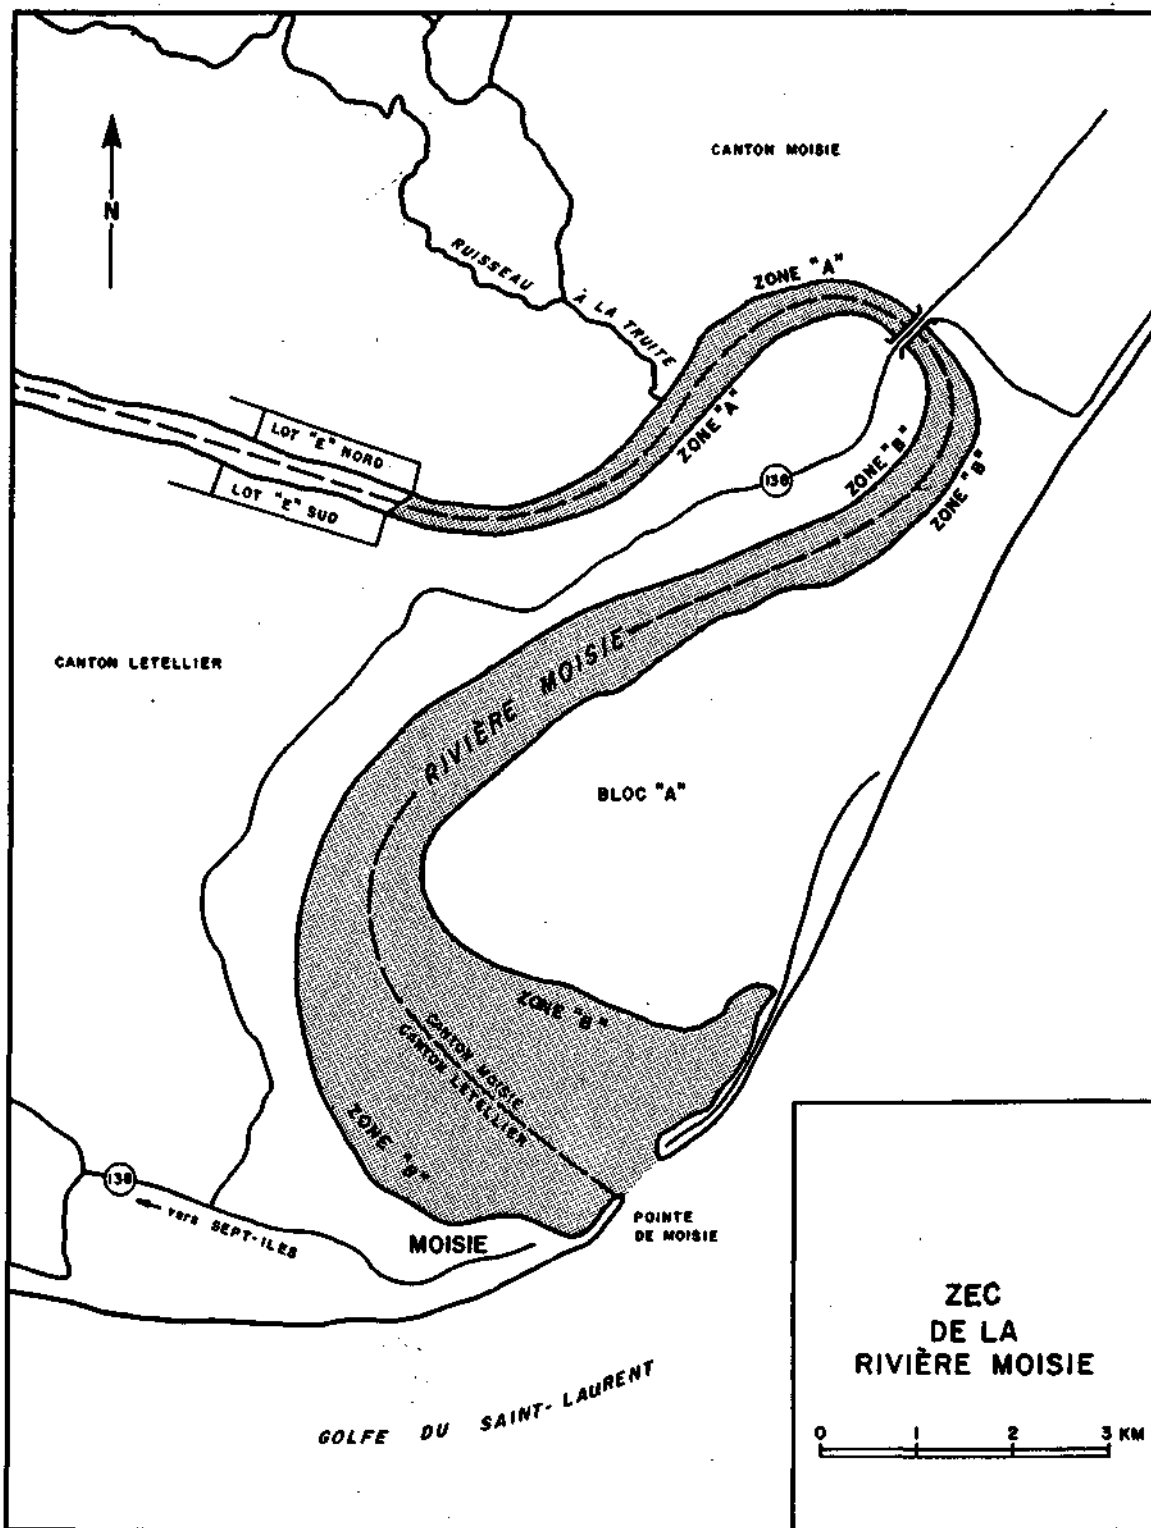 CANTON MOISIE
N
RUISSEAU À LA TRUITE
ZONE "A"
ZONE "A"
LOT "E" NORD
LOT "E" SUD
138
ZONE "B"
ZONE "B"
CANTON LETELLIER
RIVIÈRE MOISIE
BLOC "A"
ZONE "B"
CANTON MOISIE
CANTON LETELLIER
ZONE "B"
138
vers SEPT-ILES
MOISIE
POINTE
DE MOISIE
GOLFE DU SAINT-LAURENT
ZEC
DE LA
RIVIÈRE MOISIE
0 1 2 3 KM